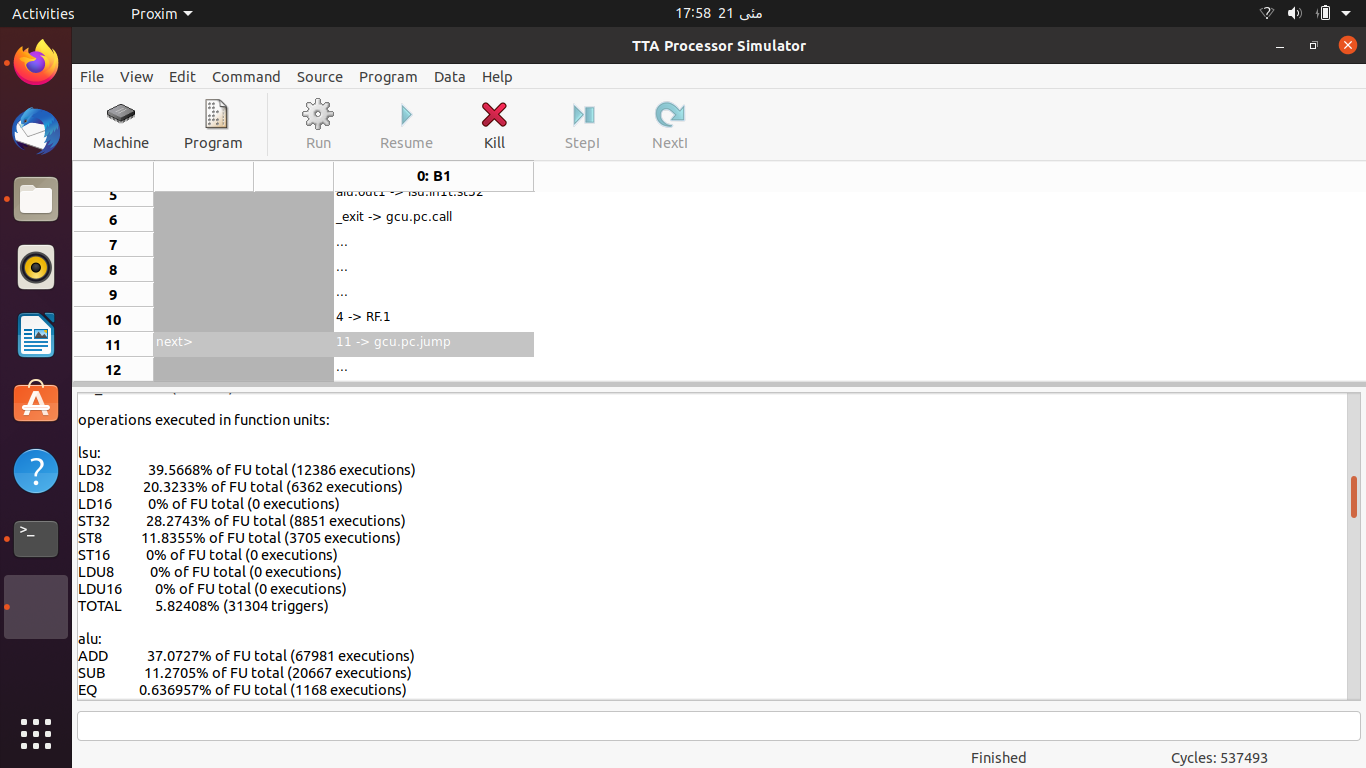 Activities Proxim 17:58 21 مئی
TTA Processor Simulator
File View Edit Command Source Program Data Help
Machine Program Run Resume Kill StepI NextI
0: B1
5 alu.out1 -> lsu.in1t.st32
6 _exit -> gcu.pc.call
7 ...
8 ...
9 ...
10 4 -> RF.1
11 next> 11 -> gcu.pc.jump
12 ...
operations executed in function units:
lsu:
LD32 39.5668% of FU total (12386 executions)
LD8 20.3233% of FU total (6362 executions)
LD16 0% of FU total (0 executions)
ST32 28.2743% of FU total (8851 executions)
ST8 11.8355% of FU total (3705 executions)
ST16 0% of FU total (0 executions)
LDU8 0% of FU total (0 executions)
LDU16 0% of FU total (0 executions)
TOTAL 5.82408% (31304 triggers)
alu:
ADD 37.0727% of FU total (67981 executions)
SUB 11.2705% of FU total (20667 executions)
EQ 0.636957% of FU total (1168 executions)
Finished Cycles: 537493